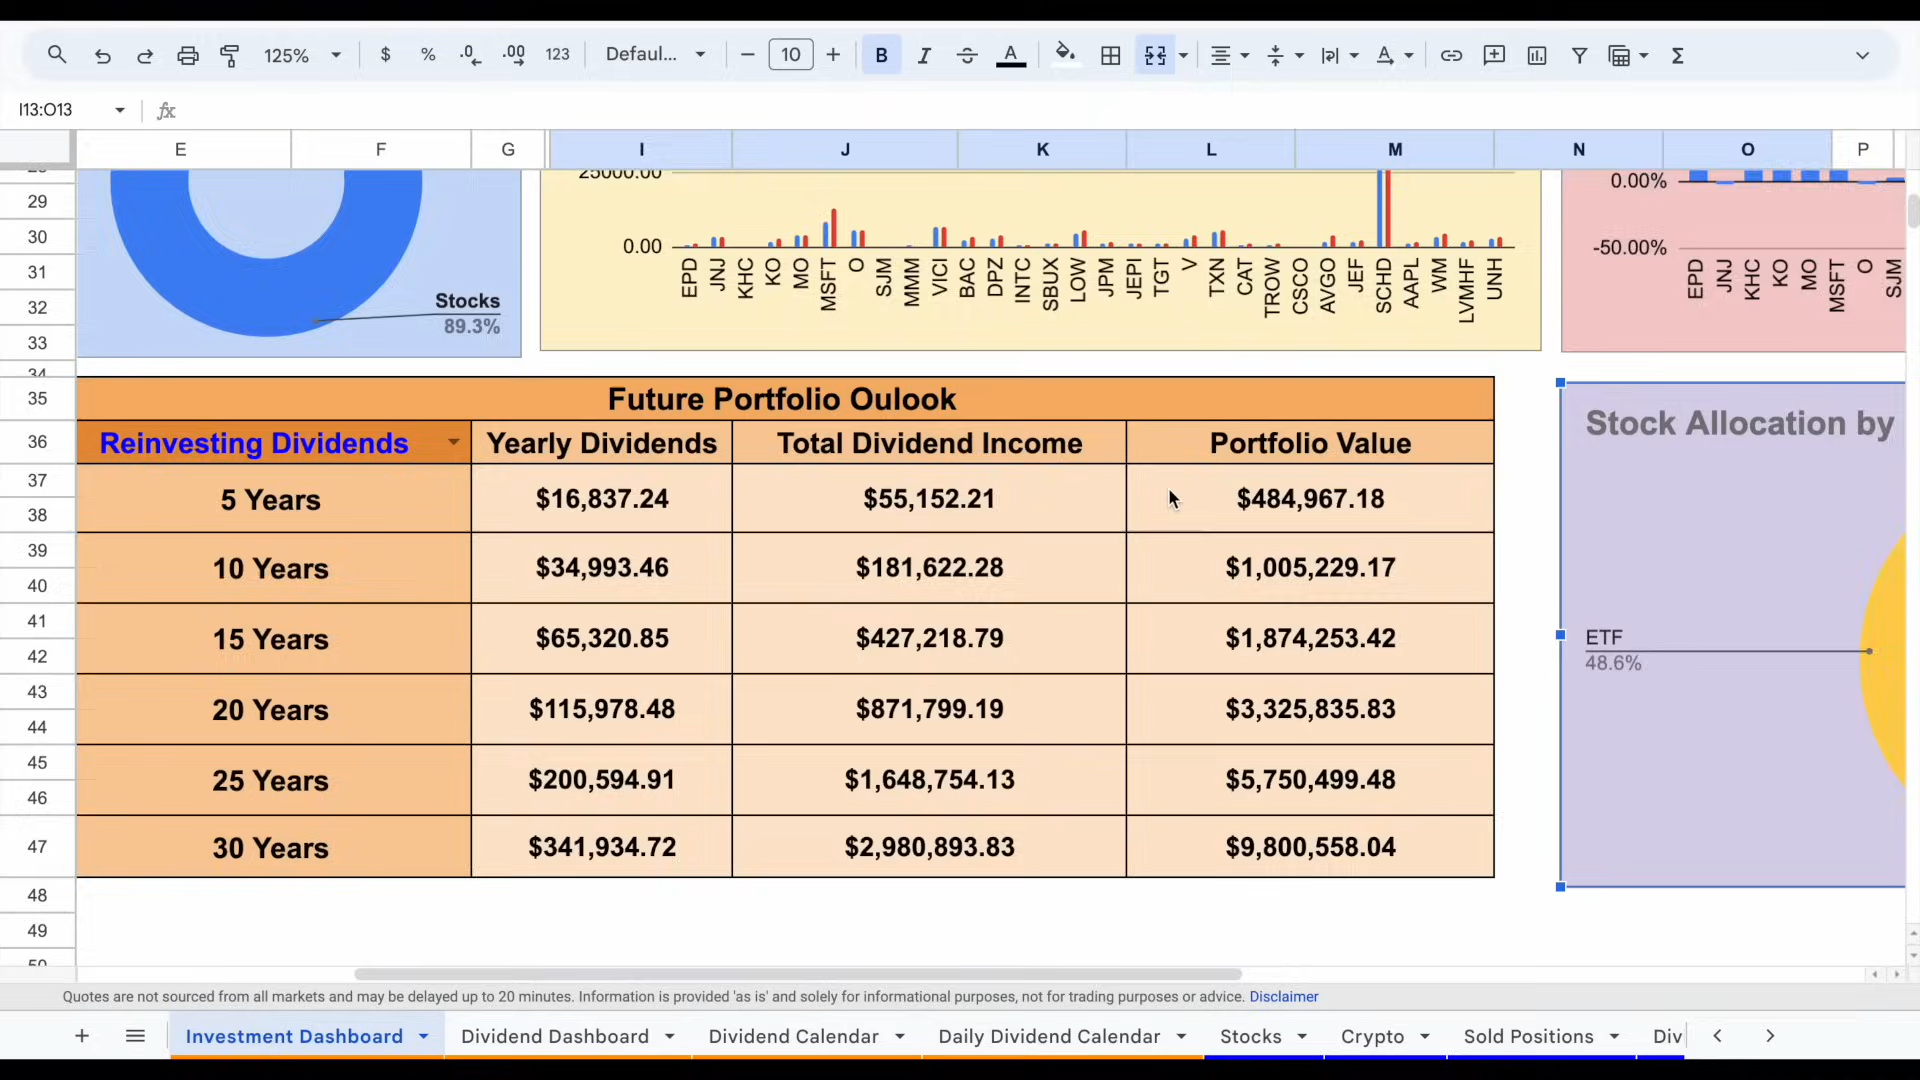 125%
$
%
.0
.00
123
Defaul...
10
B
I
A
A
Σ
I13:O13
fx
E F G I J K L M N O P
29
30
31
32
33
34
35
36
37
38
39
40
41
42
43
44
45
46
47
48
49
50
Stocks
89.3%
25000.00
0.00
EPD JNJ KHC KO MO MSFT O SJM MMM VICI BAC DPZ INTC SBUX LOW JPM JEPI TGT V TXN CAT TROW CSCO AVGO JEF SCHD AAPL WM LVMHF UNH
0.00%
-50.00%
EPD JNJ KHC KO MO MSFT O SJM
Future Portfolio Oulook
Reinvesting Dividends Yearly Dividends Total Dividend Income Portfolio Value
5 Years $16,837.24 $55,152.21 $484,967.18
10 Years $34,993.46 $181,622.28 $1,005,229.17
15 Years $65,320.85 $427,218.79 $1,874,253.42
20 Years $115,978.48 $871,799.19 $3,325,835.83
25 Years $200,594.91 $1,648,754.13 $5,750,499.48
30 Years $341,934.72 $2,980,893.83 $9,800,558.04
Stock Allocation by
ETF
48.6%
Quotes are not sourced from all markets and may be delayed up to 20 minutes. Information is provided 'as is' and solely for informational purposes, not for trading purposes or advice. Disclaimer
+ Investment Dashboard Dividend Dashboard Dividend Calendar Daily Dividend Calendar Stocks Crypto Sold Positions Div